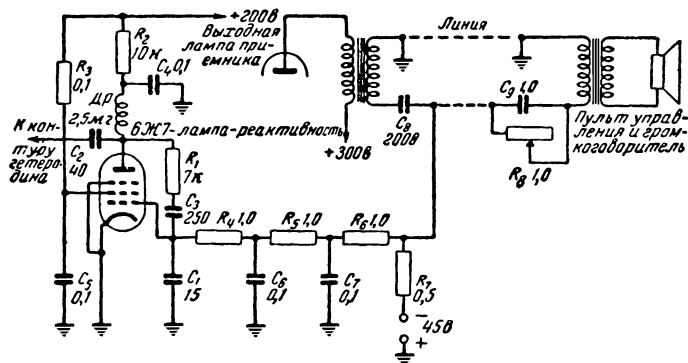 +200в
Выходная
лампа при-
емника
Линия
R₂
10к
C₄ 0,1
R₃
0,1
Др
2,5мг
6Ж7-лампа-реактивность
К кон-
туру
гетеро-
дина
C₂
40
R₁
7к
C₃
250
+300в
C₈
2000
C₉ 1,0
R₈ 1,0
Пульт управ-
ления и гром-
коговоритель
R₄ 1,0
R₅ 1,0
R₆ 1,0
C₅
0,1
C₁
15
C₆
0,1
C₇
0,1
R₇
0,5
−
45в
+